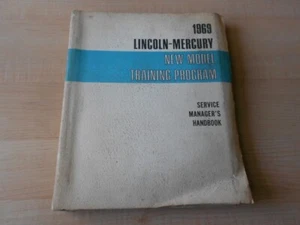 1969
LINCOLN-MERCURY
NEW MODEL
TRAINING PROGRAM
SERVICE
MANAGER'S
HANDBOOK